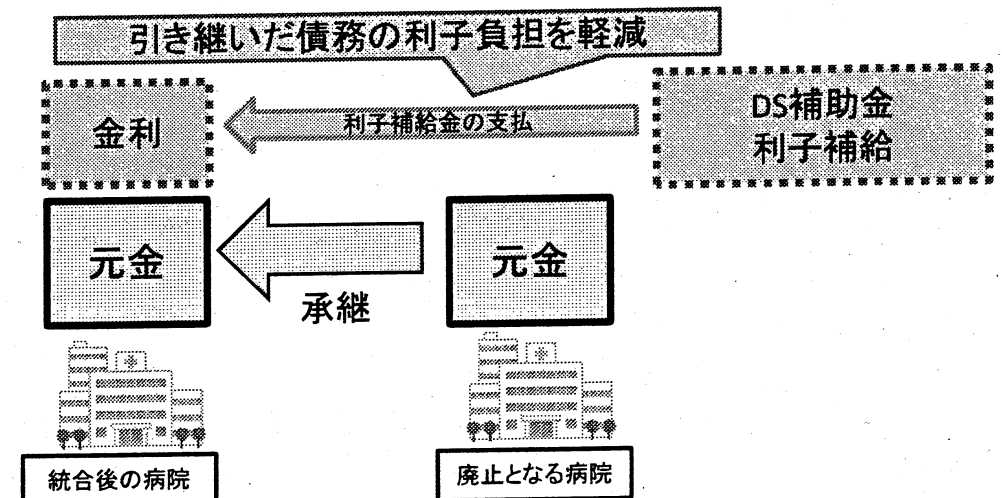 引き継いだ債務の利子負担を軽減
金利
利子補給金の支払
DS補助金
利子補給
元金
承継
元金
統合後の病院
廃止となる病院